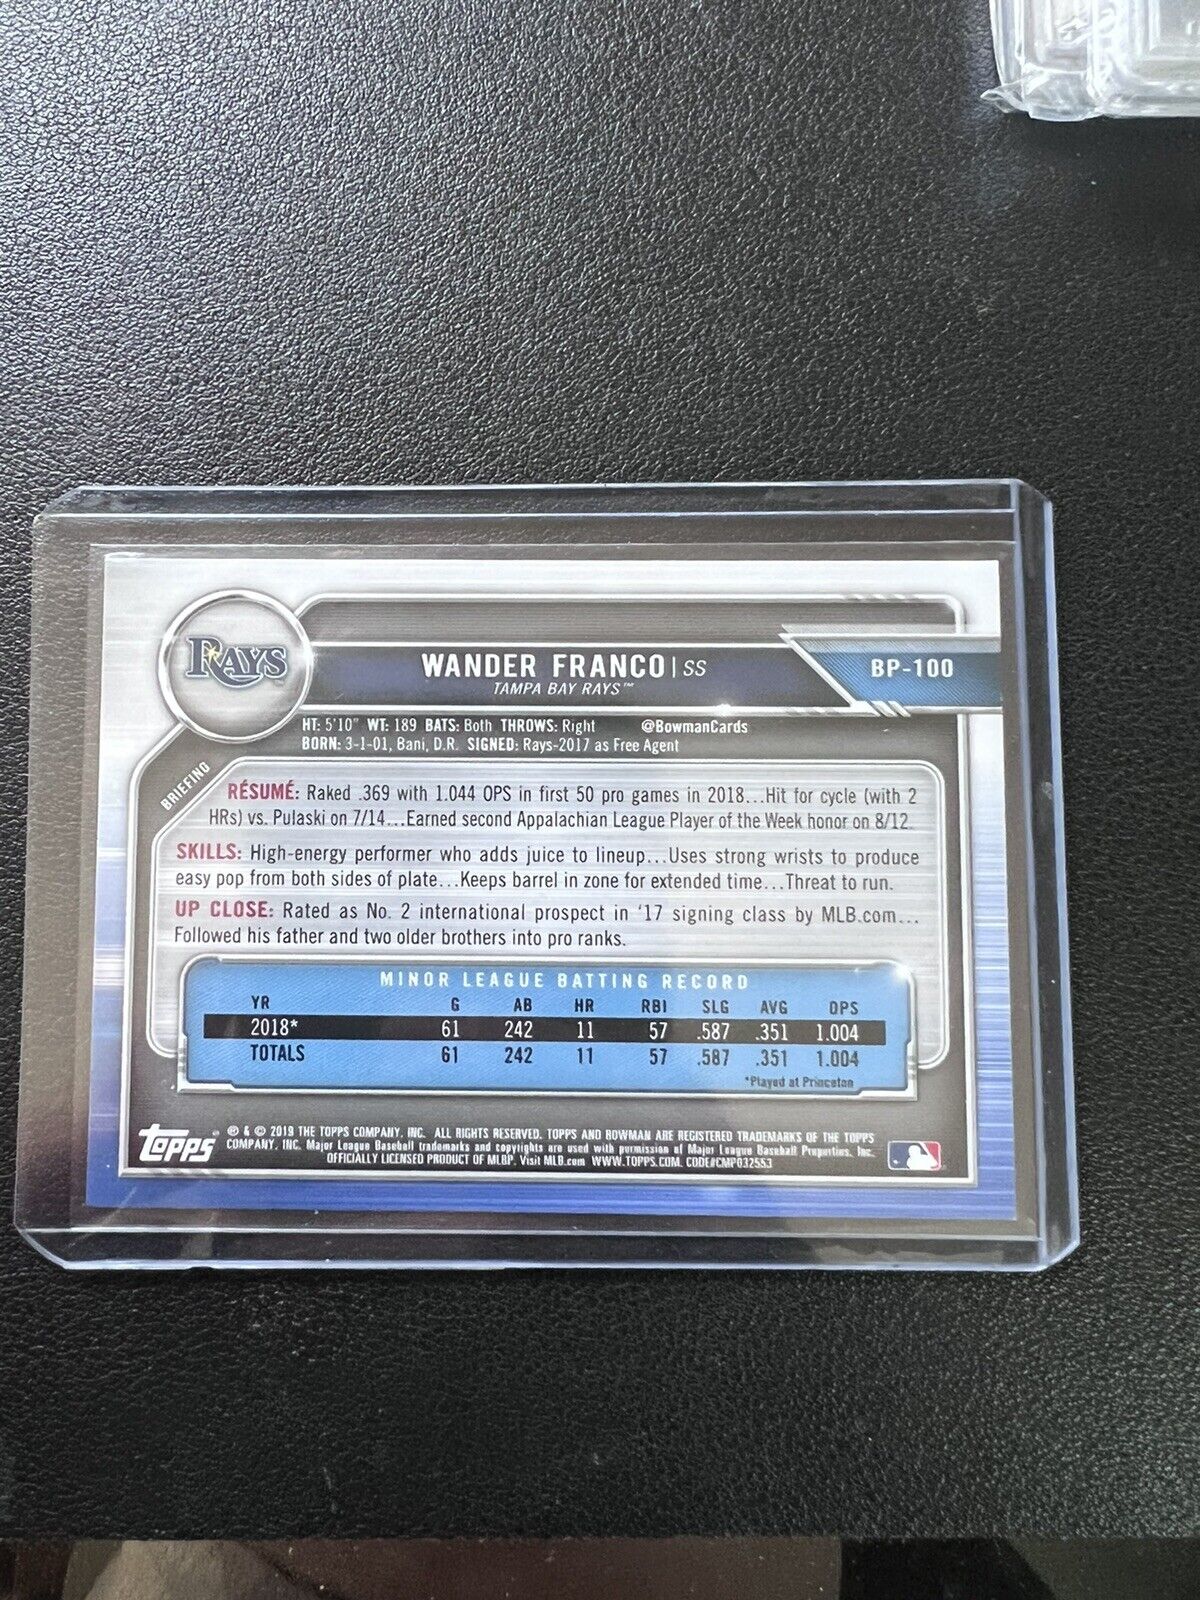 RAYS
WANDER FRANCO | SS
TAMPA BAY RAYS™
BP-100
HT: 5'10" WT: 189 BATS: Both THROWS: Right @BowmanCards
BORN: 3-1-01, Bani, D.R. SIGNED: Rays-2017 as Free Agent
BRIEFING
RÉSUMÉ: Raked .369 with 1.044 OPS in first 50 pro games in 2018...Hit for cycle (with 2
HRs) vs. Pulaski on 7/14...Earned second Appalachian League Player of the Week honor on 8/12.
SKILLS: High-energy performer who adds juice to lineup...Uses strong wrists to produce
easy pop from both sides of plate...Keeps barrel in zone for extended time...Threat to run.
UP CLOSE: Rated as No. 2 international prospect in '17 signing class by MLB.com...
Followed his father and two older brothers into pro ranks.
MINOR LEAGUE BATTING RECORD
YR G AB HR RBI SLG AVG OPS
2018* 61 242 11 57 .587 .351 1.004
TOTALS 61 242 11 57 .587 .351 1.004
*Played at Princeton
topps
® & © 2019 THE TOPPS COMPANY, INC. ALL RIGHTS RESERVED. TOPPS AND BOWMAN ARE REGISTERED TRADEMARKS OF THE TOPPS
COMPANY, INC. Major League Baseball trademarks and copyrights are used with permission of Major League Baseball Properties, Inc.
OFFICIALLY LICENSED PRODUCT OF MLBP. Visit MLB.com WWW.TOPPS.COM. CODE#CMP032553